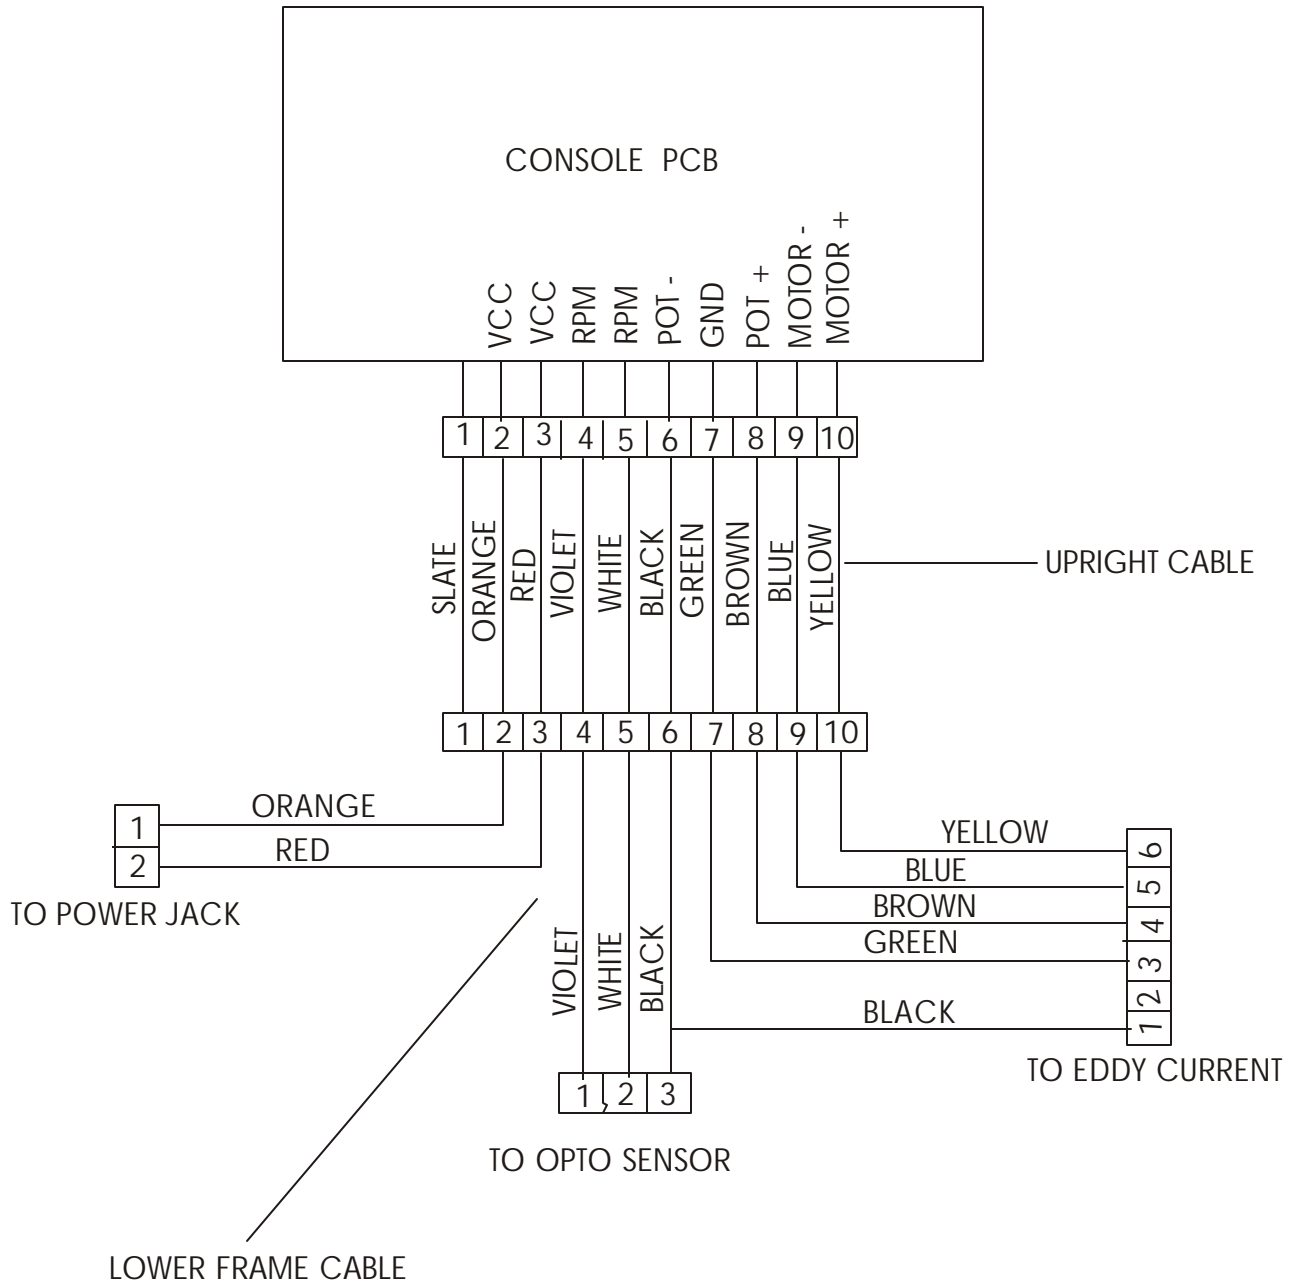 CONSOLE PCB
VCC
VCC
RPM
RPM
POT -
GND
POT +
MOTOR -
MOTOR +
1 2 3 4 5 6 7 8 9 10
SLATE
ORANGE
RED
VIOLET
WHITE
BLACK
GREEN
BROWN
BLUE
YELLOW
UPRIGHT CABLE
1 2 3 4 5 6 7 8 9 10
ORANGE
1
RED
2
TO POWER JACK
YELLOW
6
BLUE
5
BROWN
4
GREEN
3
2
BLACK
1
TO EDDY CURRENT
VIOLET
WHITE
BLACK
1 2 3
TO OPTO SENSOR
LOWER FRAME CABLE